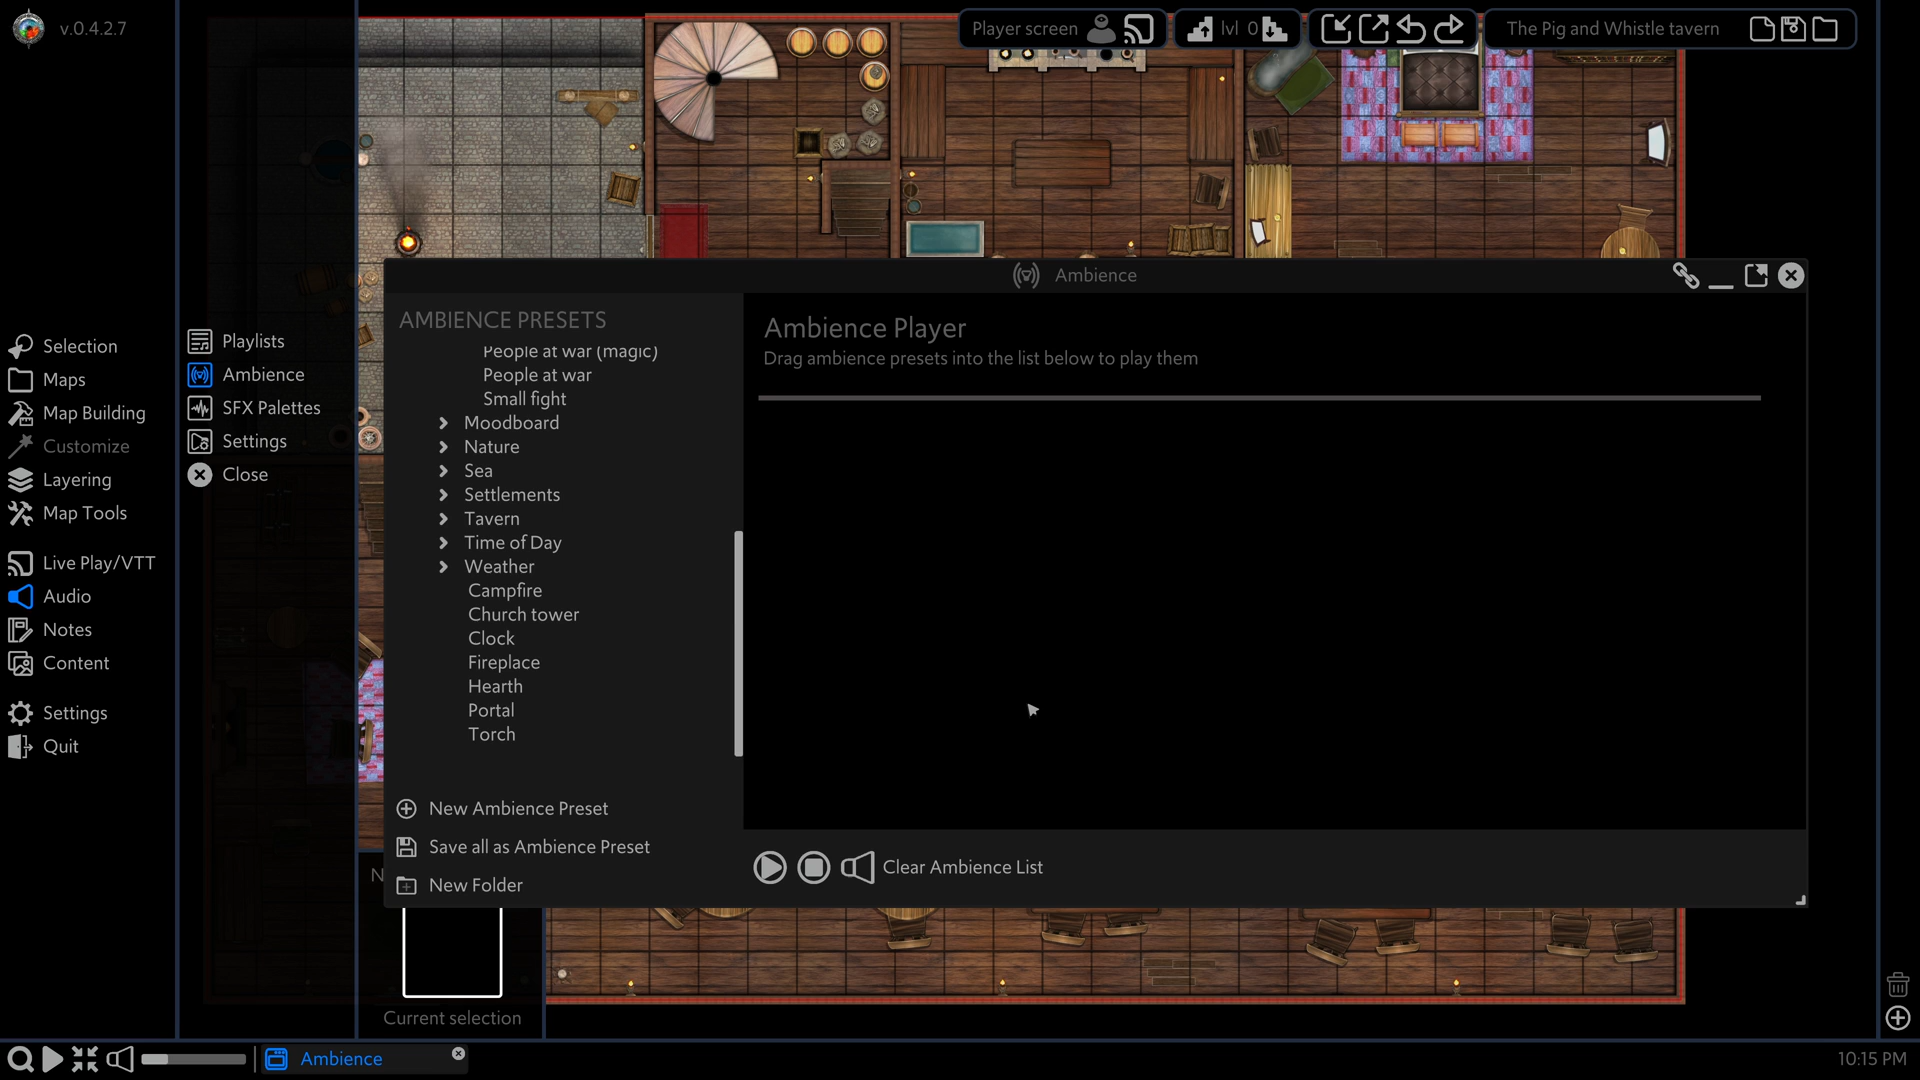 v.0.4.2.7
Player screen
lvl 0
The Pig and Whistle tavern
Selection
Maps
Map Building
Customize
Layering
Map Tools
Live Play/VTT
Audio
Notes
Content
Settings
Quit
Playlists
Ambience
SFX Palettes
Settings
Close
Ambience
AMBIENCE PRESETS
People at war (magic)
People at war
Small fight
Moodboard
Nature
Sea
Settlements
Tavern
Time of Day
Weather
Campfire
Church tower
Clock
Fireplace
Hearth
Portal
Torch
New Ambience Preset
Save all as Ambience Preset
New Folder
Ambience Player
Drag ambience presets into the list below to play them
Clear Ambience List
Current selection
Ambience
10:15 PM